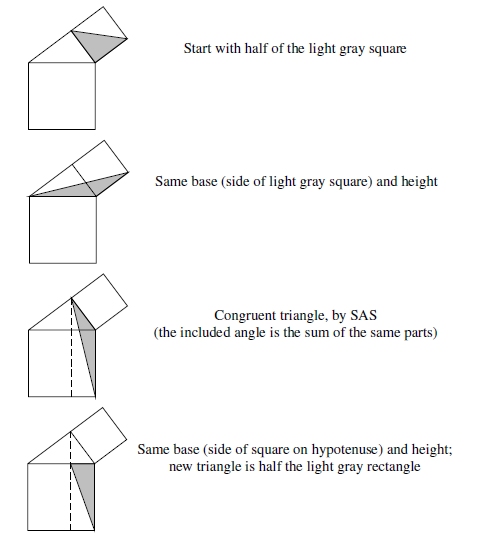 Start with half of the light gray square
Same base (side of light gray square) and height
Congruent triangle, by SAS
(the included angle is the sum of the same parts)
Same base (side of square on hypotenuse) and height;
new triangle is half the light gray rectangle